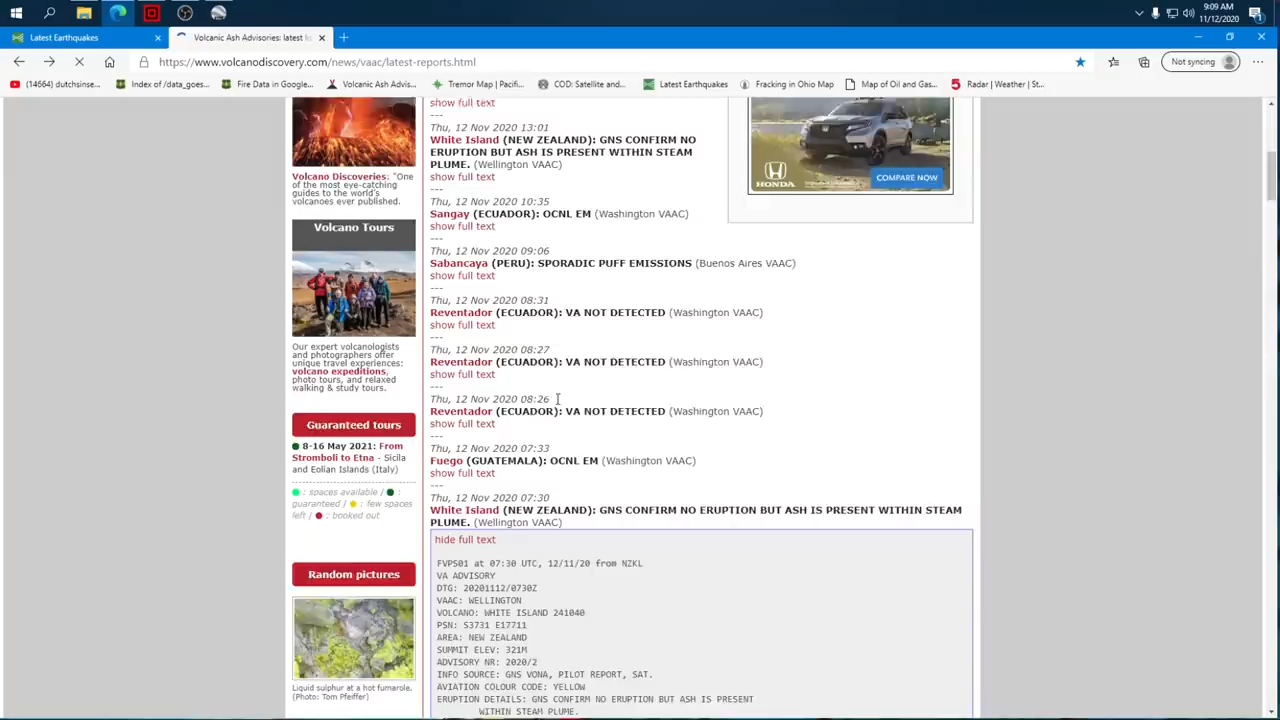 9:09 AM
11/12/2020
Latest Earthquakes
Volcanic Ash Advisories: latest
https://www.volcanodiscovery.com/news/vaac/latest-reports.html
Not syncing
(14664) dutchsinse... Index of /data_goes... Fire Data in Google... Volcanic Ash Advis... Tremor Map | Pacifi... COD: Satellite and... Latest Earthquakes Fracking in Ohio Map Map of Oil and Gas... Radar | Weather | St...
show full text
---
Thu, 12 Nov 2020 13:01
White Island (NEW ZEALAND): GNS CONFIRM NO
ERUPTION BUT ASH IS PRESENT WITHIN STEAM
PLUME. (Wellington VAAC)
show full text
---
Thu, 12 Nov 2020 10:35
Sangay (ECUADOR): OCNL EM (Washington VAAC)
show full text
---
Thu, 12 Nov 2020 09:06
Sabancaya (PERU): SPORADIC PUFF EMISSIONS (Buenos Aires VAAC)
show full text
---
Thu, 12 Nov 2020 08:31
Reventador (ECUADOR): VA NOT DETECTED (Washington VAAC)
show full text
---
Thu, 12 Nov 2020 08:27
Reventador (ECUADOR): VA NOT DETECTED (Washington VAAC)
show full text
---
Thu, 12 Nov 2020 08:26
Reventador (ECUADOR): VA NOT DETECTED (Washington VAAC)
show full text
---
Thu, 12 Nov 2020 07:33
Fuego (GUATEMALA): OCNL EM (Washington VAAC)
show full text
---
Thu, 12 Nov 2020 07:30
White Island (NEW ZEALAND): GNS CONFIRM NO ERUPTION BUT ASH IS PRESENT WITHIN STEAM
PLUME. (Wellington VAAC)
hide full text
FVPS01 at 07:30 UTC, 12/11/20 from NZKL
VA ADVISORY
DTG: 20201112/0730Z
VAAC: WELLINGTON
VOLCANO: WHITE ISLAND 241040
PSN: S3731 E17711
AREA: NEW ZEALAND
SUMMIT ELEV: 321M
ADVISORY NR: 2020/2
INFO SOURCE: GNS VONA, PILOT REPORT, SAT.
AVIATION COLOUR CODE: YELLOW
ERUPTION DETAILS: GNS CONFIRM NO ERUPTION BUT ASH IS PRESENT
WITHIN STEAM PLUME.
Volcano Discoveries: "One
of the most eye-catching
guides to the world's
volcanoes ever published.
Volcano Tours
Our expert volcanologists
and photographers offer
unique travel experiences:
volcano expeditions,
photo tours, and relaxed
walking & study tours.
Guaranteed tours
8-16 May 2021: From
Stromboli to Etna - Sicila
and Eolian Islands (Italy)
: spaces available / :
guaranteed / : few spaces
left / : booked out
Random pictures
Liquid sulphur at a hot fumarole.
(Photo: Tom Pfeiffer)
HONDA
COMPARE NOW